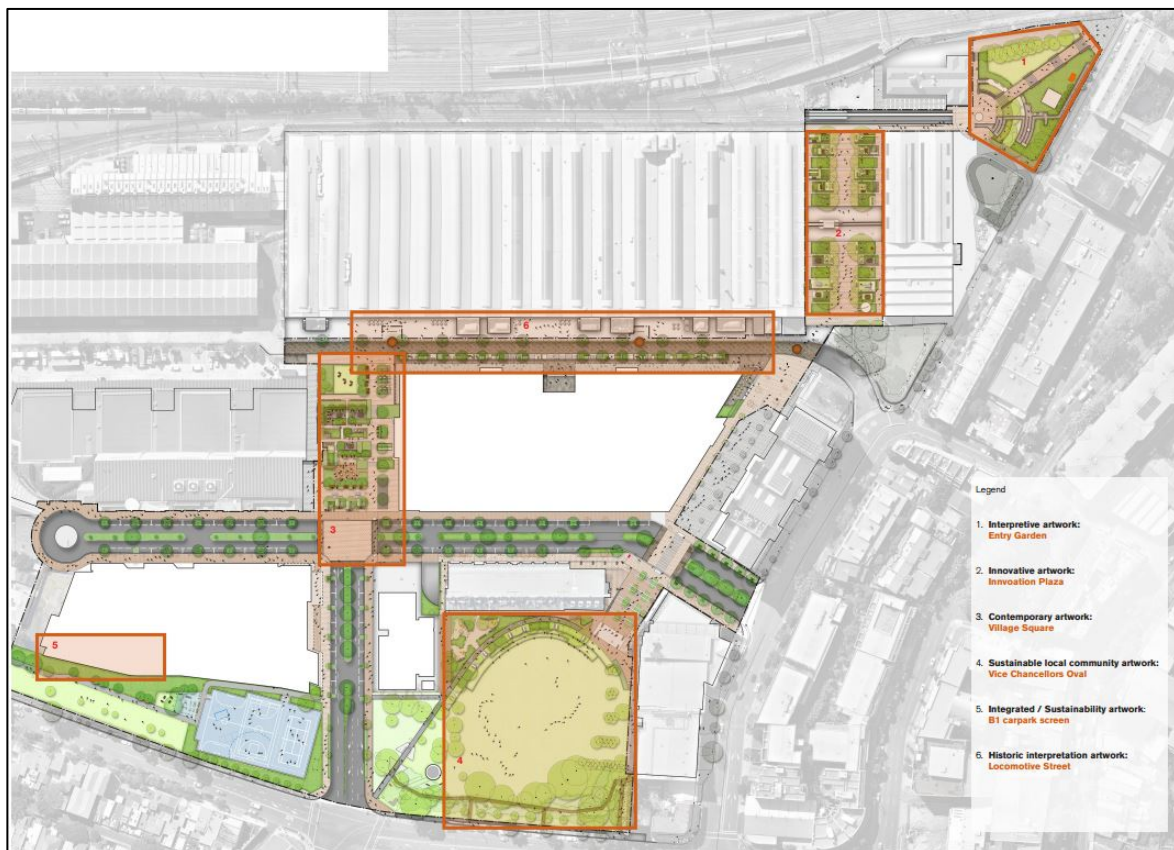 1
2
6
3
5
4
Legend
1. Interpretive artwork:
Entry Garden
2. Innovative artwork:
Innvoation Plaza
3. Contemporary artwork:
Village Square
4. Sustainable local community artwork:
Vice Chancellors Oval
5. Integrated / Sustainability artwork:
B1 carpark screen
6. Historic interpretation artwork:
Locomotive Street